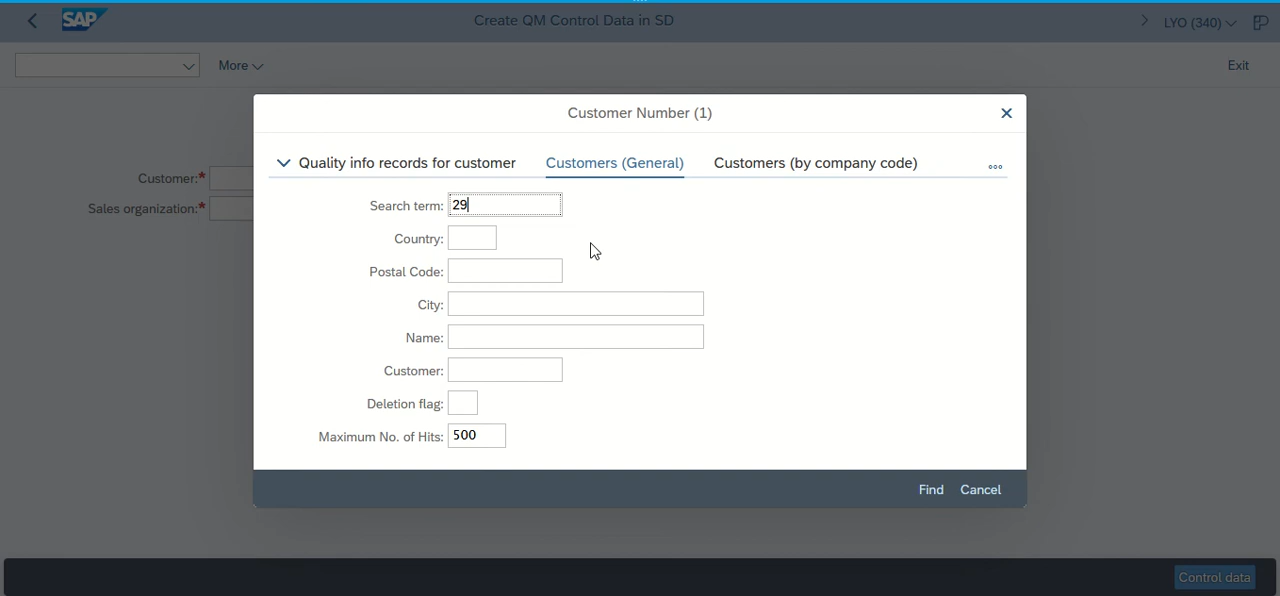 SAP
Create QM Control Data in SD
LYO (340)
More
Exit
Customer Number (1)
Quality info records for customer
Customers (General)
Customers (by company code)
Customer:*
Sales organization:*
Search term: 29
Country:
Postal Code:
City:
Name:
Customer:
Deletion flag:
Maximum No. of Hits: 500
Find
Cancel
Control data